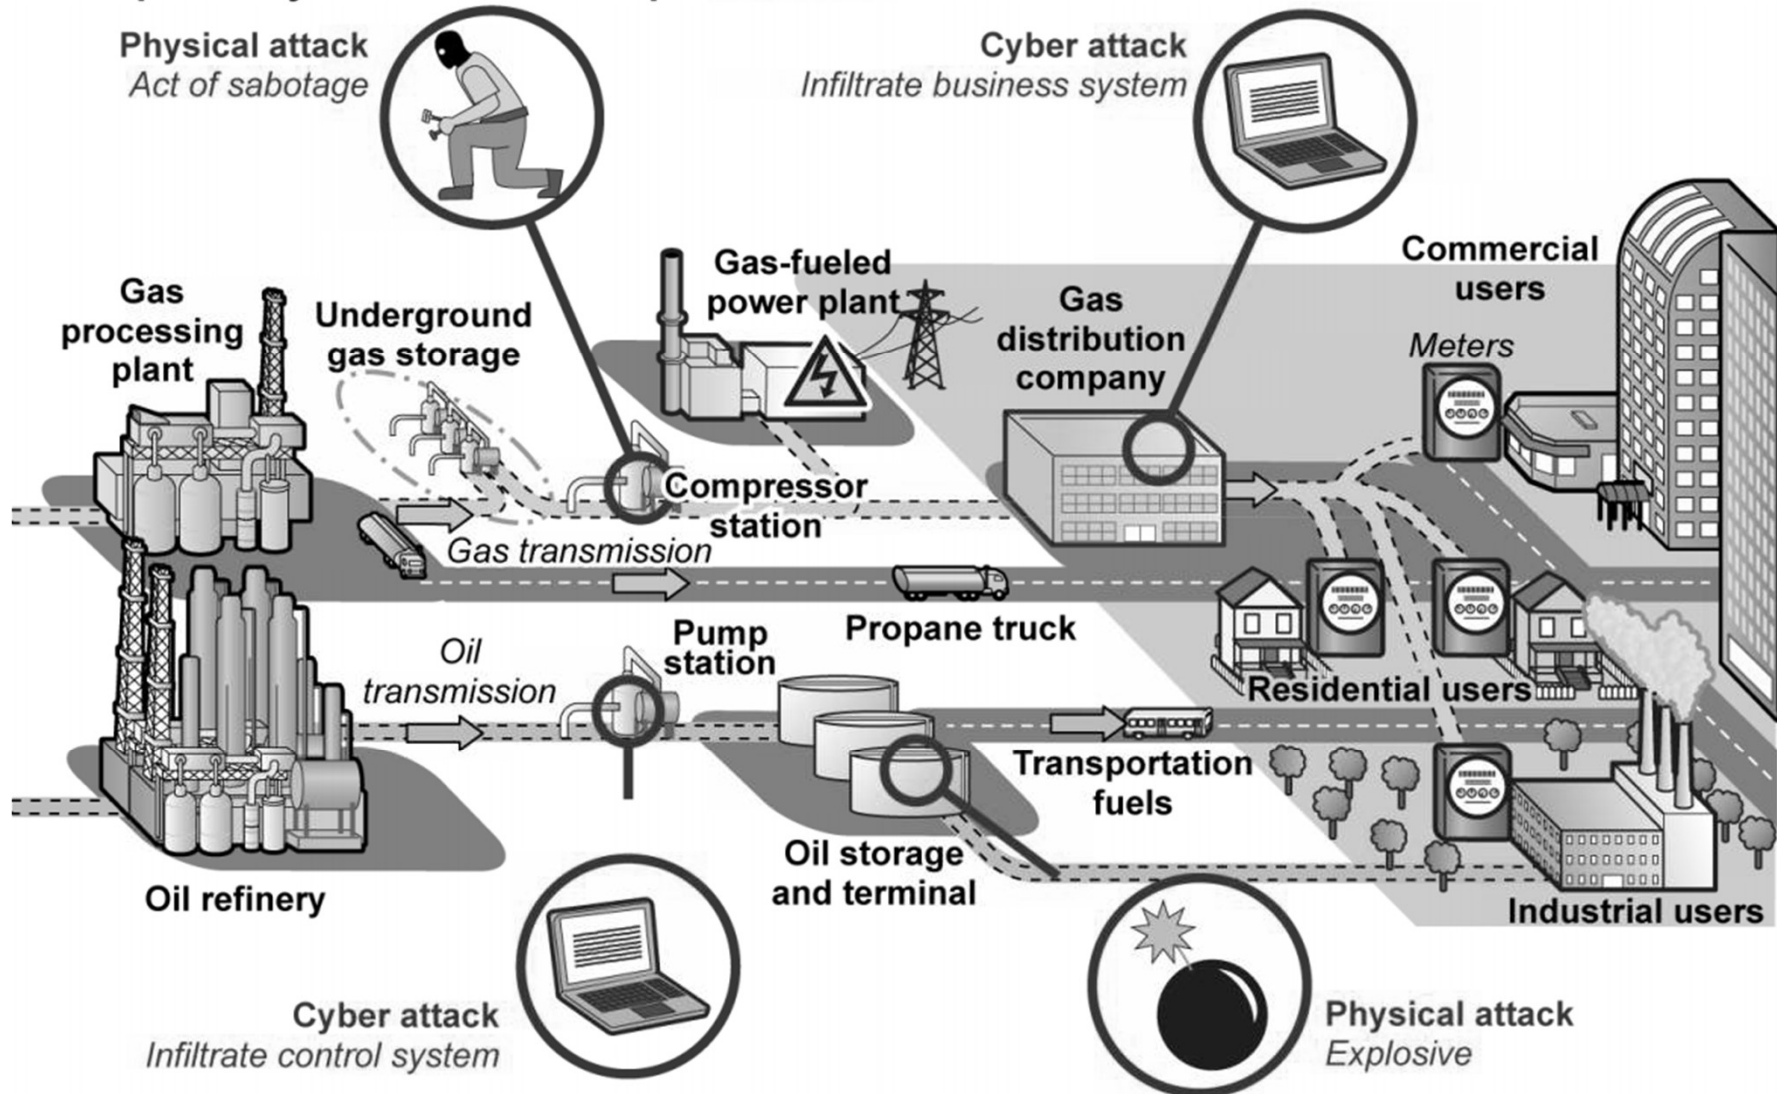 Physical attack
Act of sabotage
Cyber attack
Infiltrate business system
Commercial
users
Gas-fueled
power plant
Gas
distribution
company
Gas
processing
plant
Underground
gas storage
Meters
Compressor
station
Gas transmission
Propane truck
Pump
station
Oil
transmission
Residential users
Transportation
fuels
Oil storage
and terminal
Oil refinery
Industrial users
Cyber attack
Infiltrate control system
Physical attack
Explosive